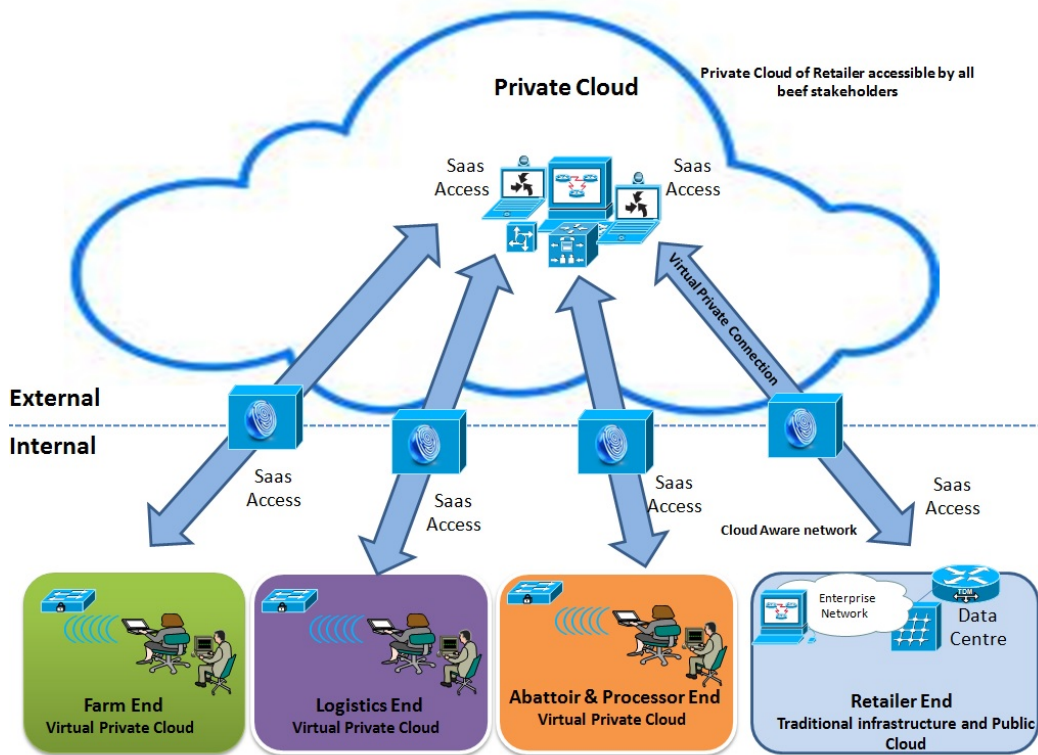 Private Cloud of Retailer accessible by all
beef stakeholders
Private Cloud
Saas
Access
Saas
Access
Virtual Private Connection
External
Internal
Saas
Access
Saas
Access
Saas
Access
Saas
Access
Cloud Aware network
Farm End
Virtual Private Cloud
Logistics End
Virtual Private Cloud
Abattoir & Processor End
Virtual Private Cloud
Enterprise
Network
TDM
Data
Centre
Retailer End
Traditional infrastructure and Public
Cloud